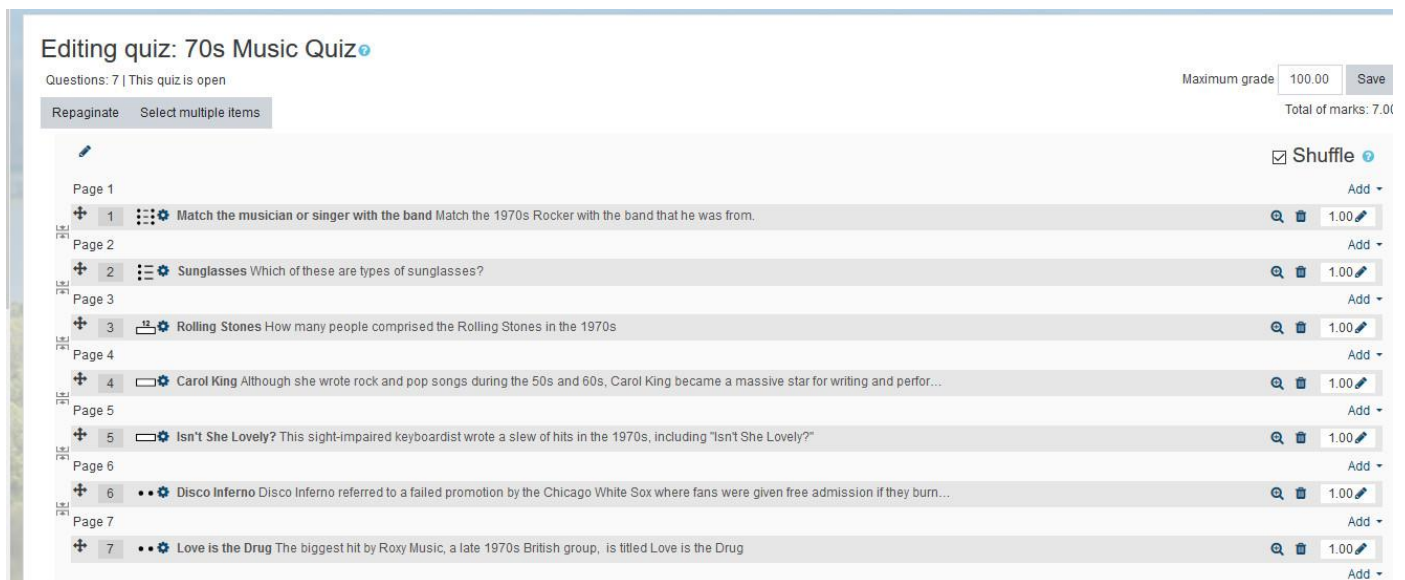 Editing quiz: 70s Music Quiz
Questions: 7 | This quiz is open
Maximum grade 100.00 Save
Repaginate Select multiple items
Total of marks: 7.00
Shuffle
Page 1 Add
1 Match the musician or singer with the band Match the 1970s Rocker with the band that he was from. 1.00
Page 2 Add
2 Sunglasses Which of these are types of sunglasses? 1.00
Page 3 Add
3 12 Rolling Stones How many people comprised the Rolling Stones in the 1970s 1.00
Page 4 Add
4 Carol King Although she wrote rock and pop songs during the 50s and 60s, Carol King became a massive star for writing and perfor... 1.00
Page 5 Add
5 Isn't She Lovely? This sight-impaired keyboardist wrote a slew of hits in the 1970s, including "Isn't She Lovely?" 1.00
Page 6 Add
6 Disco Inferno Disco Inferno referred to a failed promotion by the Chicago White Sox where fans were given free admission if they burn... 1.00
Page 7 Add
7 Love is the Drug The biggest hit by Roxy Music, a late 1970s British group, is titled Love is the Drug 1.00
Add